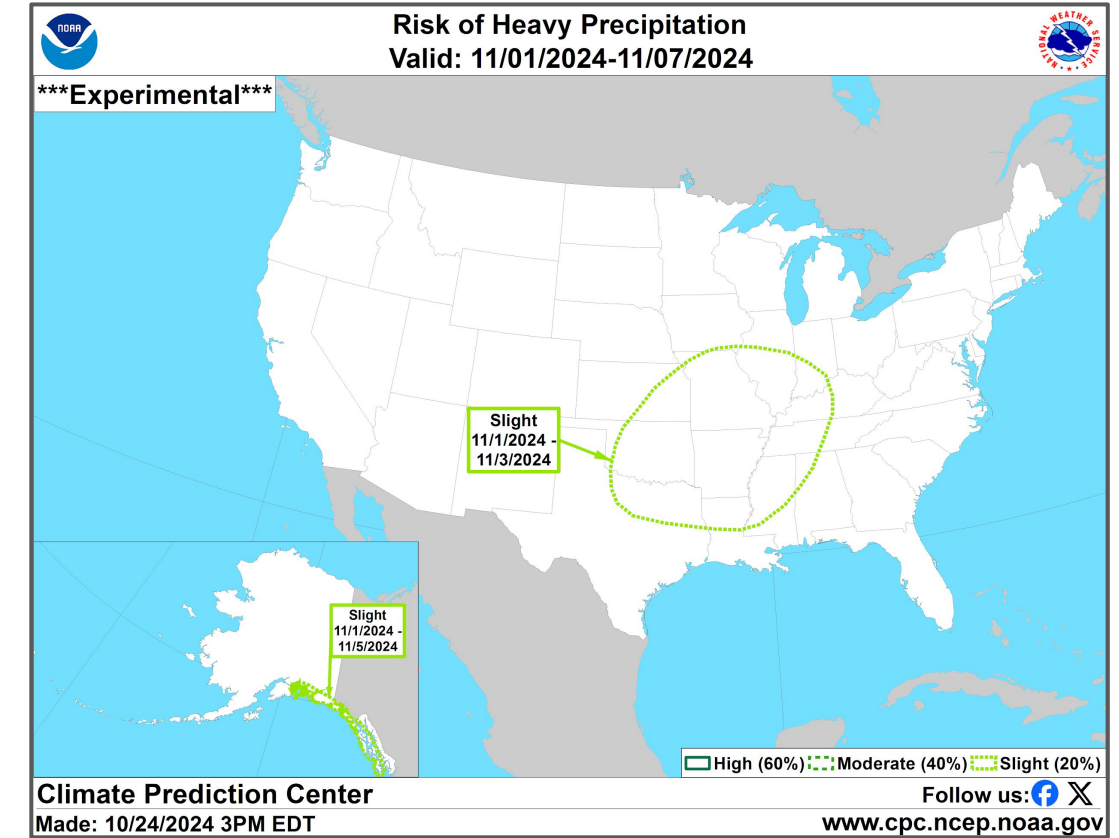 NOAA
Risk of Heavy Precipitation
Valid: 11/01/2024-11/07/2024
NATIONAL WEATHER SERVICE
***Experimental***
Slight
11/1/2024 -
11/3/2024
Slight
11/1/2024 -
11/5/2024
High (60%) Moderate (40%) Slight (20%)
Climate Prediction Center
Follow us:
Made: 10/24/2024 3PM EDT
www.cpc.ncep.noaa.gov